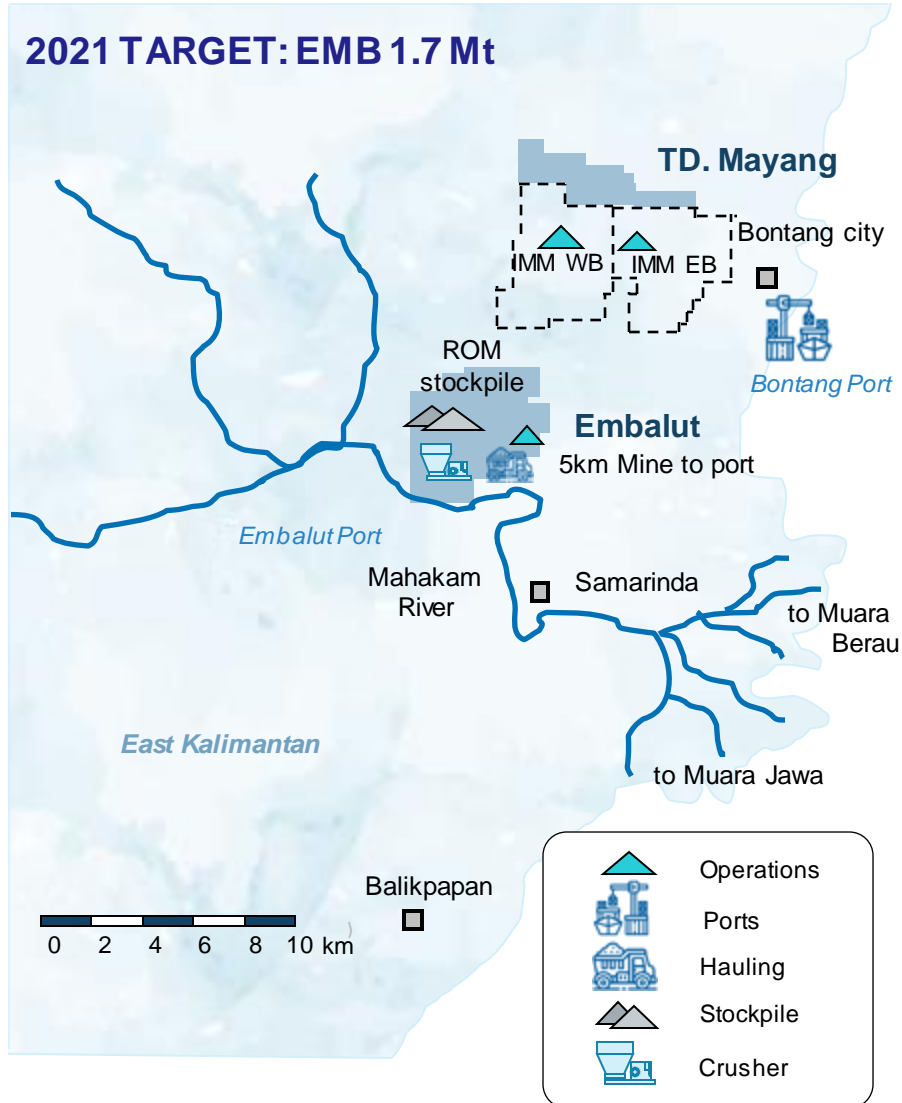 2021 TARGET: EMB 1.7 Mt
TD. Mayang
Bontang city
IMM WB
IMM EB
ROM
stockpile
Bontang Port
Embalut
5km Mine to port
Embalut Port
Mahakam
River
Samarinda
to Muara
Berau
East Kalimantan
to Muara Jawa
Balikpapan
0 2 4 6 8 10 km
Operations
Ports
Hauling
Stockpile
Crusher